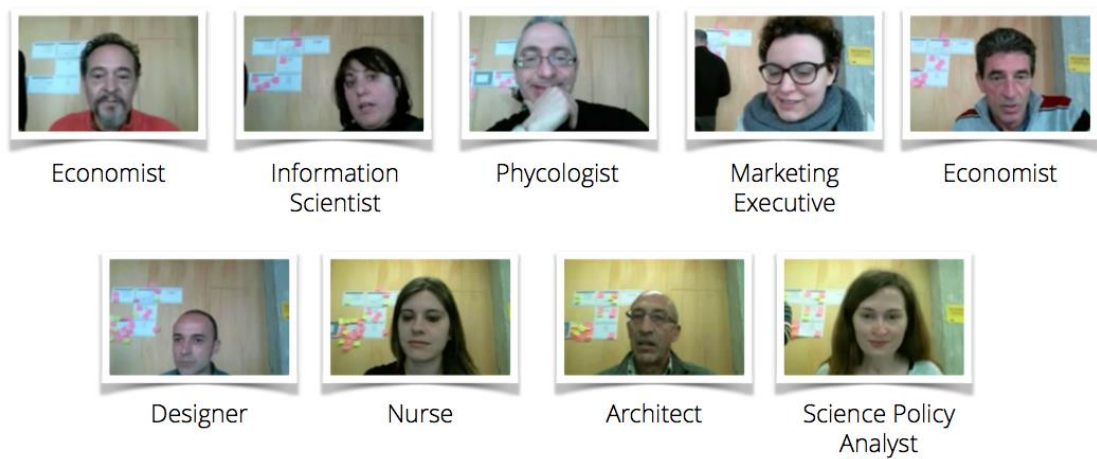 Economist
Information
Scientist
Phycologist
Marketing
Executive
Economist
Designer
Nurse
Architect
Science Policy
Analyst